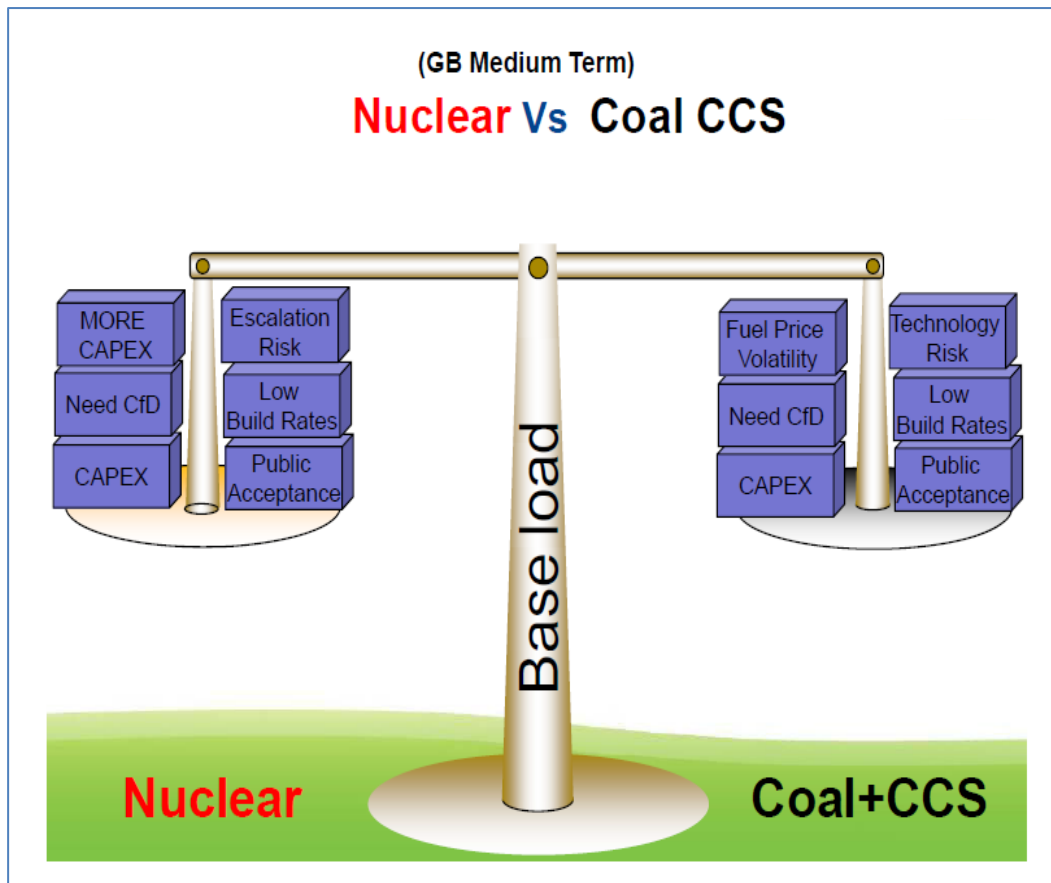 (GB Medium Term)
Nuclear Vs Coal CCS
MORE
CAPEX
Escalation
Risk
Need CfD
Low
Build Rates
CAPEX
Public
Acceptance
Base load
Fuel Price
Volatility
Technology
Risk
Need CfD
Low
Build Rates
CAPEX
Public
Acceptance
Nuclear
Coal+CCS